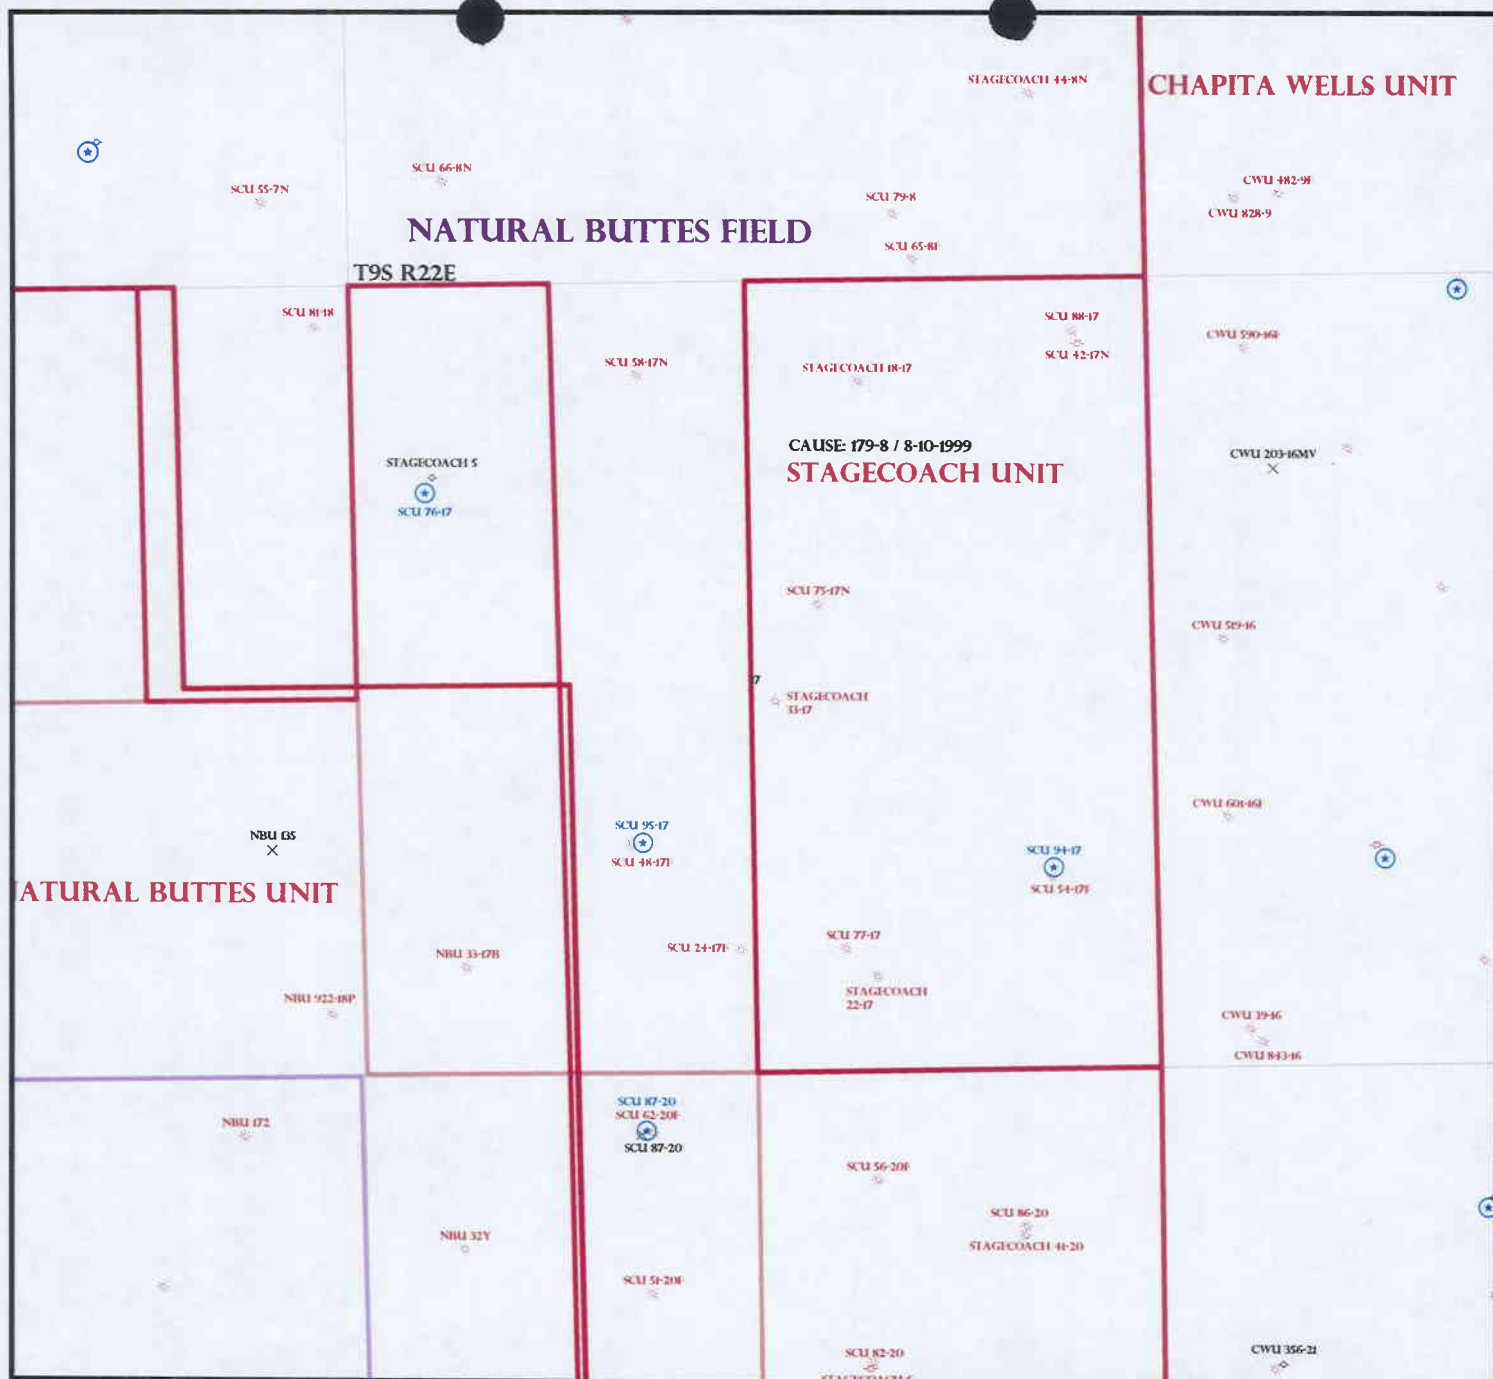 STAGECOACH 44-8N
CHAPITA WELLS UNIT
SCU 66-8N
SCU 55-7N
CWU 482-9F
SCU 79-8
CWU 828-9
NATURAL BUTTES FIELD
SCU 65-8F
T9S R22E
SCU 81-18
SCU 88-17
CWU 590-16F
SCU 42-17N
SCU 58-17N
STAGECOACH 18-17
CAUSE: 179-8 / 8-10-1999
STAGECOACH UNIT
CWU 203-16MV
STAGECOACH 5
SCU 76-17
SCU 75-17N
CWU 519-16
17
STAGECOACH
33-17
CWU 601-16F
SCU 95-17
NBU 135
SCU 48-17F
SCU 94-17
SCU 54-17F
ATURAL BUTTES UNIT
SCU 77-17
SCU 24-17F
NBU 33-17B
STAGECOACH
22-17
NBU 922-18P
CWU 39-16
CWU 843-16
SCU 87-20
SCU 62-20F
NBU 172
SCU 87-20
SCU 56-20F
SCU 86-20
STAGECOACH 41-20
NBU 32Y
SCU 51-20F
SCU 82-20
CWU 356-21